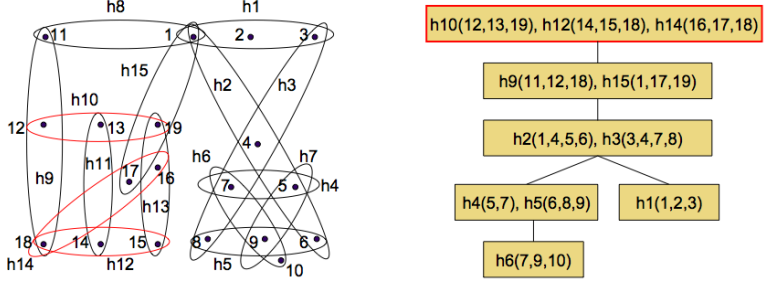 h8 h1
11 1 2 3
h15 h2 h3
h10
12 13 19 4
h11 h6 h7
17 16
h9 7 5 h4
h13
18 14 15 8 9 6
h14 h12 h5 10
h10(12,13,19), h12(14,15,18), h14(16,17,18)
h9(11,12,18), h15(1,17,19)
h2(1,4,5,6), h3(3,4,7,8)
h4(5,7), h5(6,8,9) h1(1,2,3)
h6(7,9,10)